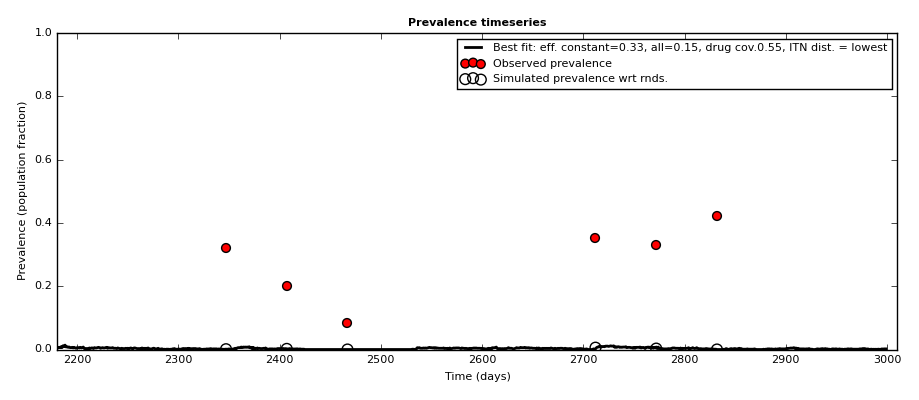 Prevalence timeseries
Best fit: eff. constant=0.33, all=0.15, drug cov.0.55, ITN dist. = lowest
Observed prevalence
Simulated prevalence wrt rnds.
Prevalence (population fraction)
1.0
0.8
0.6
0.4
0.2
0.0
2200 2300 2400 2500 2600 2700 2800 2900 3000
Time (days)